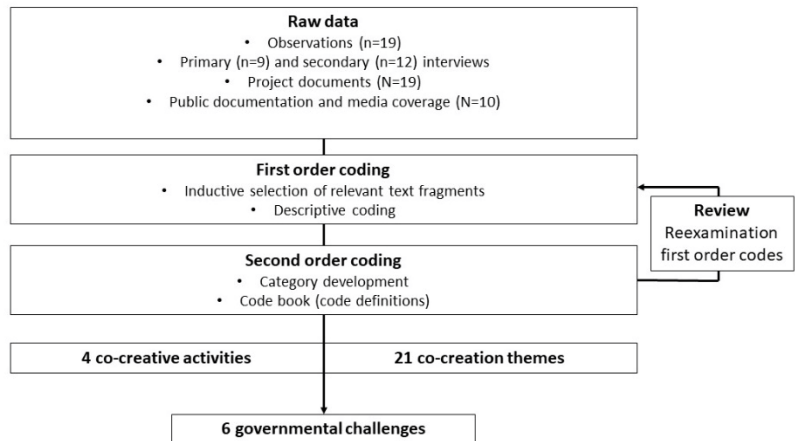 Raw data
• Observations (n=19)
• Primary (n=9) and secondary (n=12) interviews
• Project documents (N=19)
• Public documentation and media coverage (N=10)
First order coding
• Inductive selection of relevant text fragments
• Descriptive coding
Review
Reexamination
first order codes
Second order coding
• Category development
• Code book (code definitions)
4 co-creative activities
21 co-creation themes
6 governmental challenges